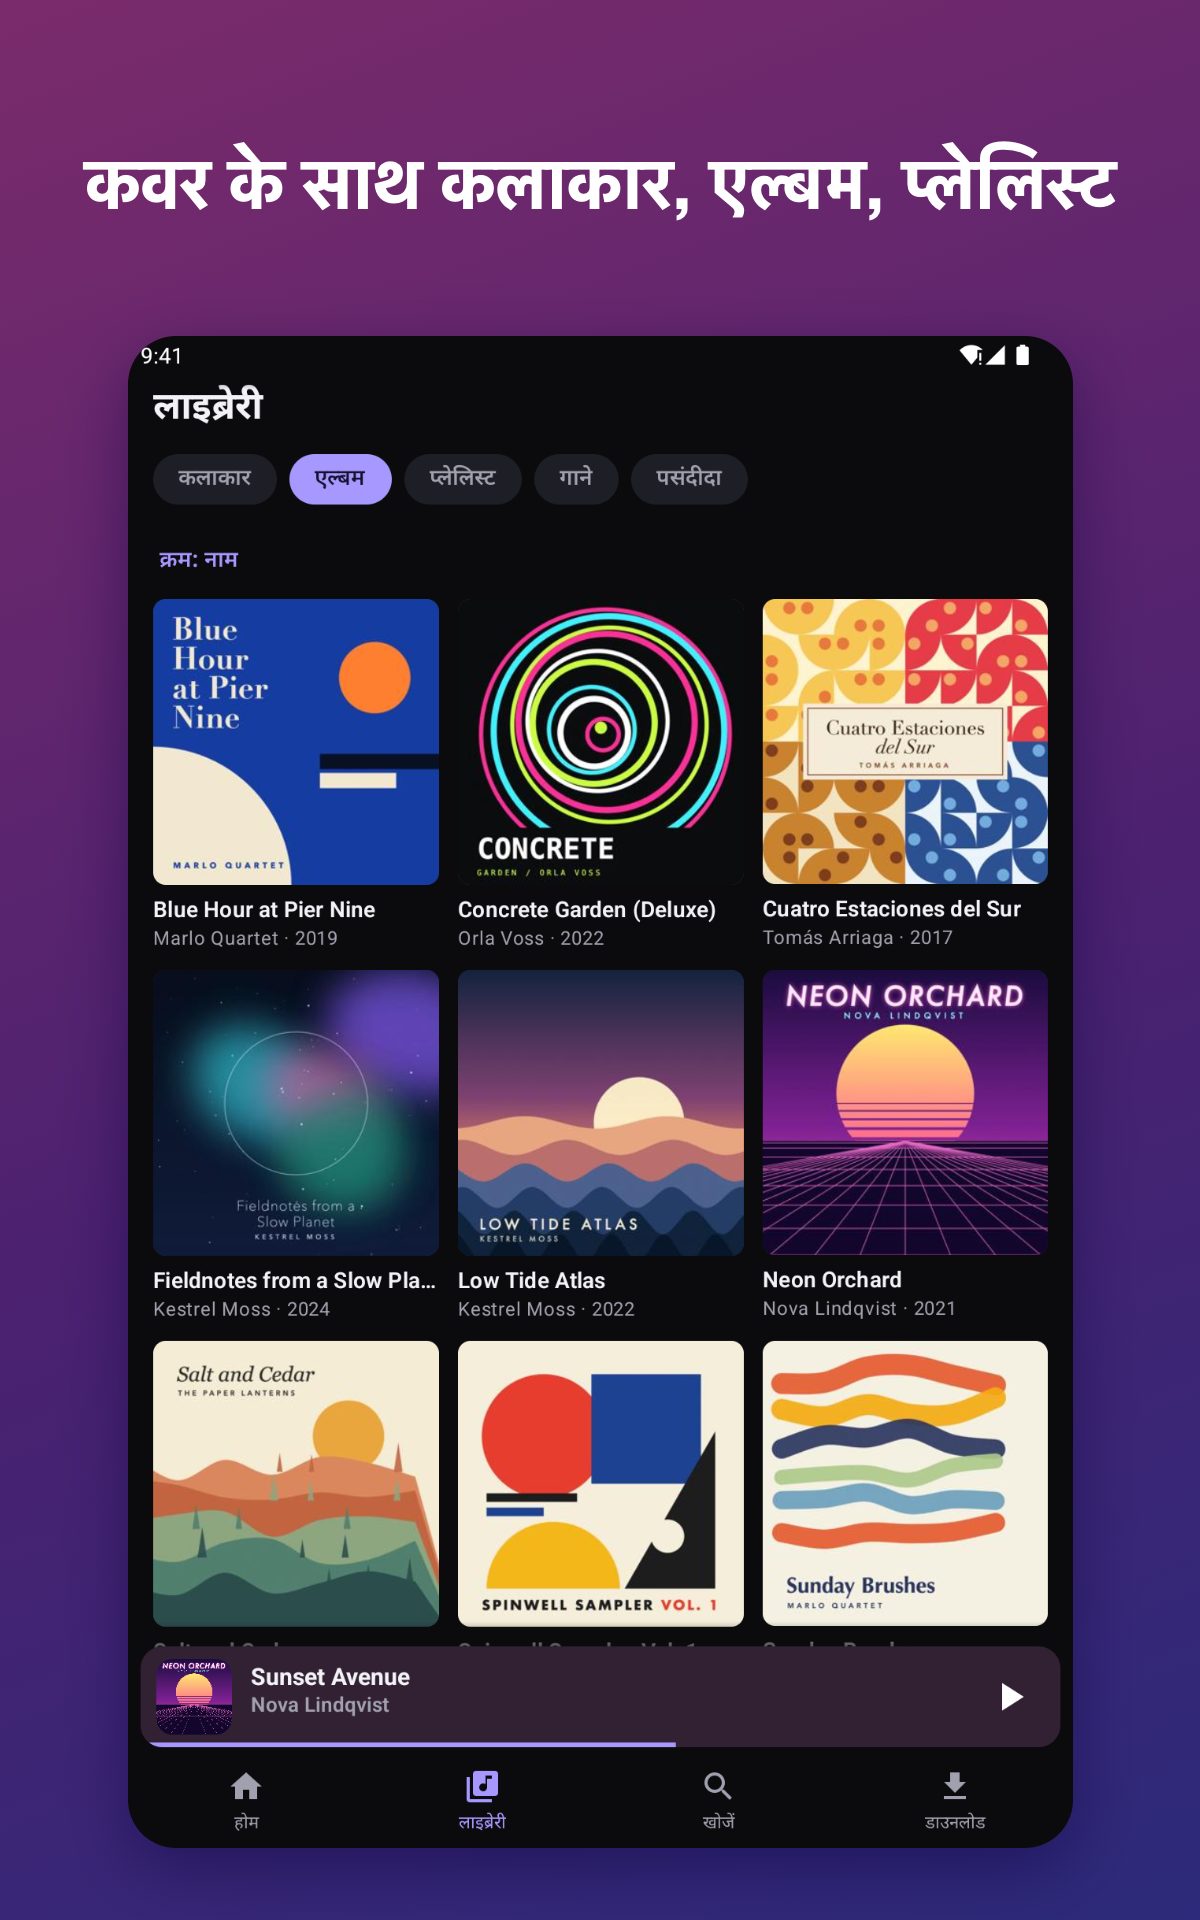 कवर के साथ कलाकार, एल्बम, प्लेलिस्ट
9:41
लाइब्रेरी
कलाकार एल्बम प्लेलिस्ट गाने पसंदीदा
क्रम: नाम
Blue
Hour
at Pier
Nine
MARLO QUARTET
CONCRETE
GARDEN / ORLA VOSS
Cuatro Estaciones
del Sur
TOMÁS ARRIAGA
Blue Hour at Pier Nine
Marlo Quartet · 2019
Concrete Garden (Deluxe)
Orla Voss · 2022
Cuatro Estaciones del Sur
Tomás Arriaga · 2017
Fieldnotes from a
Slow Planet
KESTREL MOSS
LOW TIDE ATLAS
KESTREL MOSS
NEON ORCHARD
NOVA LINDQVIST
Fieldnotes from a Slow Pla...
Kestrel Moss · 2024
Low Tide Atlas
Kestrel Moss · 2022
Neon Orchard
Nova Lindqvist · 2021
Salt and Cedar
THE PAPER LANTERNS
SPINWELL SAMPLER VOL. 1
Sunday Brushes
MARLO QUARTET
NEON ORCHARD
Sunset Avenue
Nova Lindqvist
होम लाइब्रेरी खोजें डाउनलोड